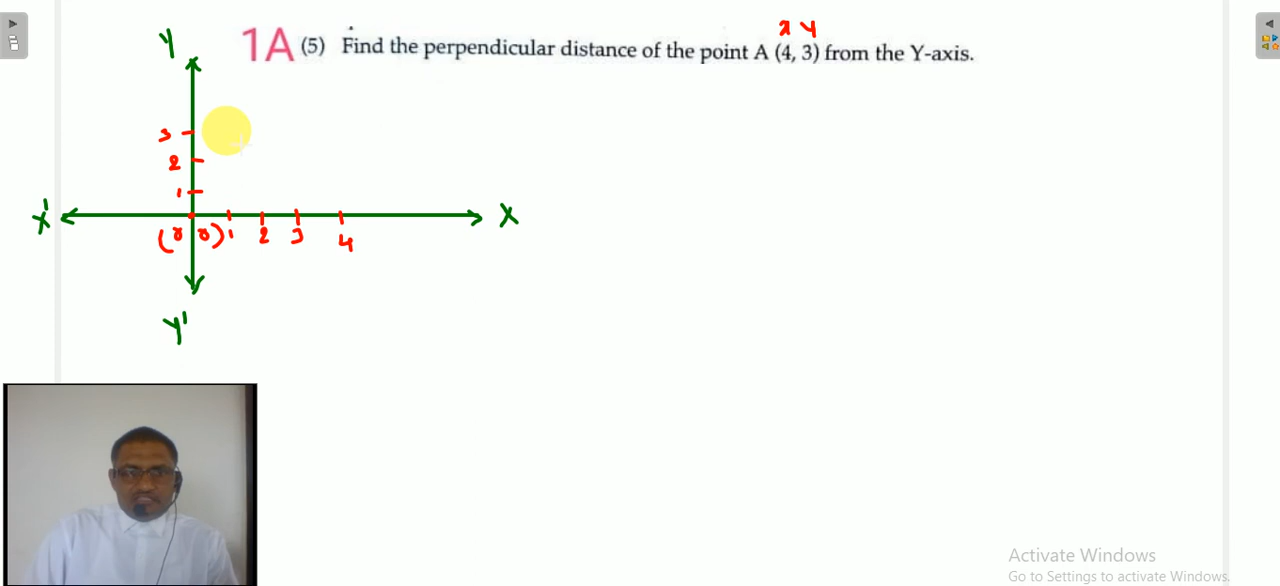 x y
1A (5) Find the perpendicular distance of the point A (4, 3) from the Y-axis.
Y
3
2
1
X' X
(0 0) 1 2 3 4
Y'
Activate Windows
Go to Settings to activate Windows.